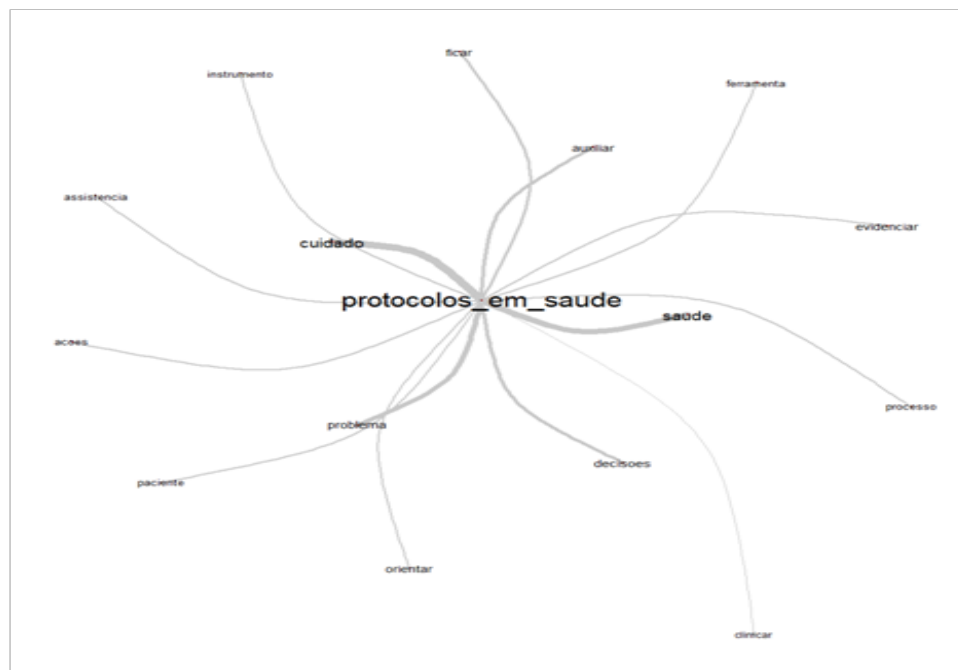 ficar
instrumento
ferramenta
auxiliar
assistencia
evidenciar
cuidado
protocolos_em_saude
saude
acoes
processo
problema
decisoes
paciente
orientar
clinicar